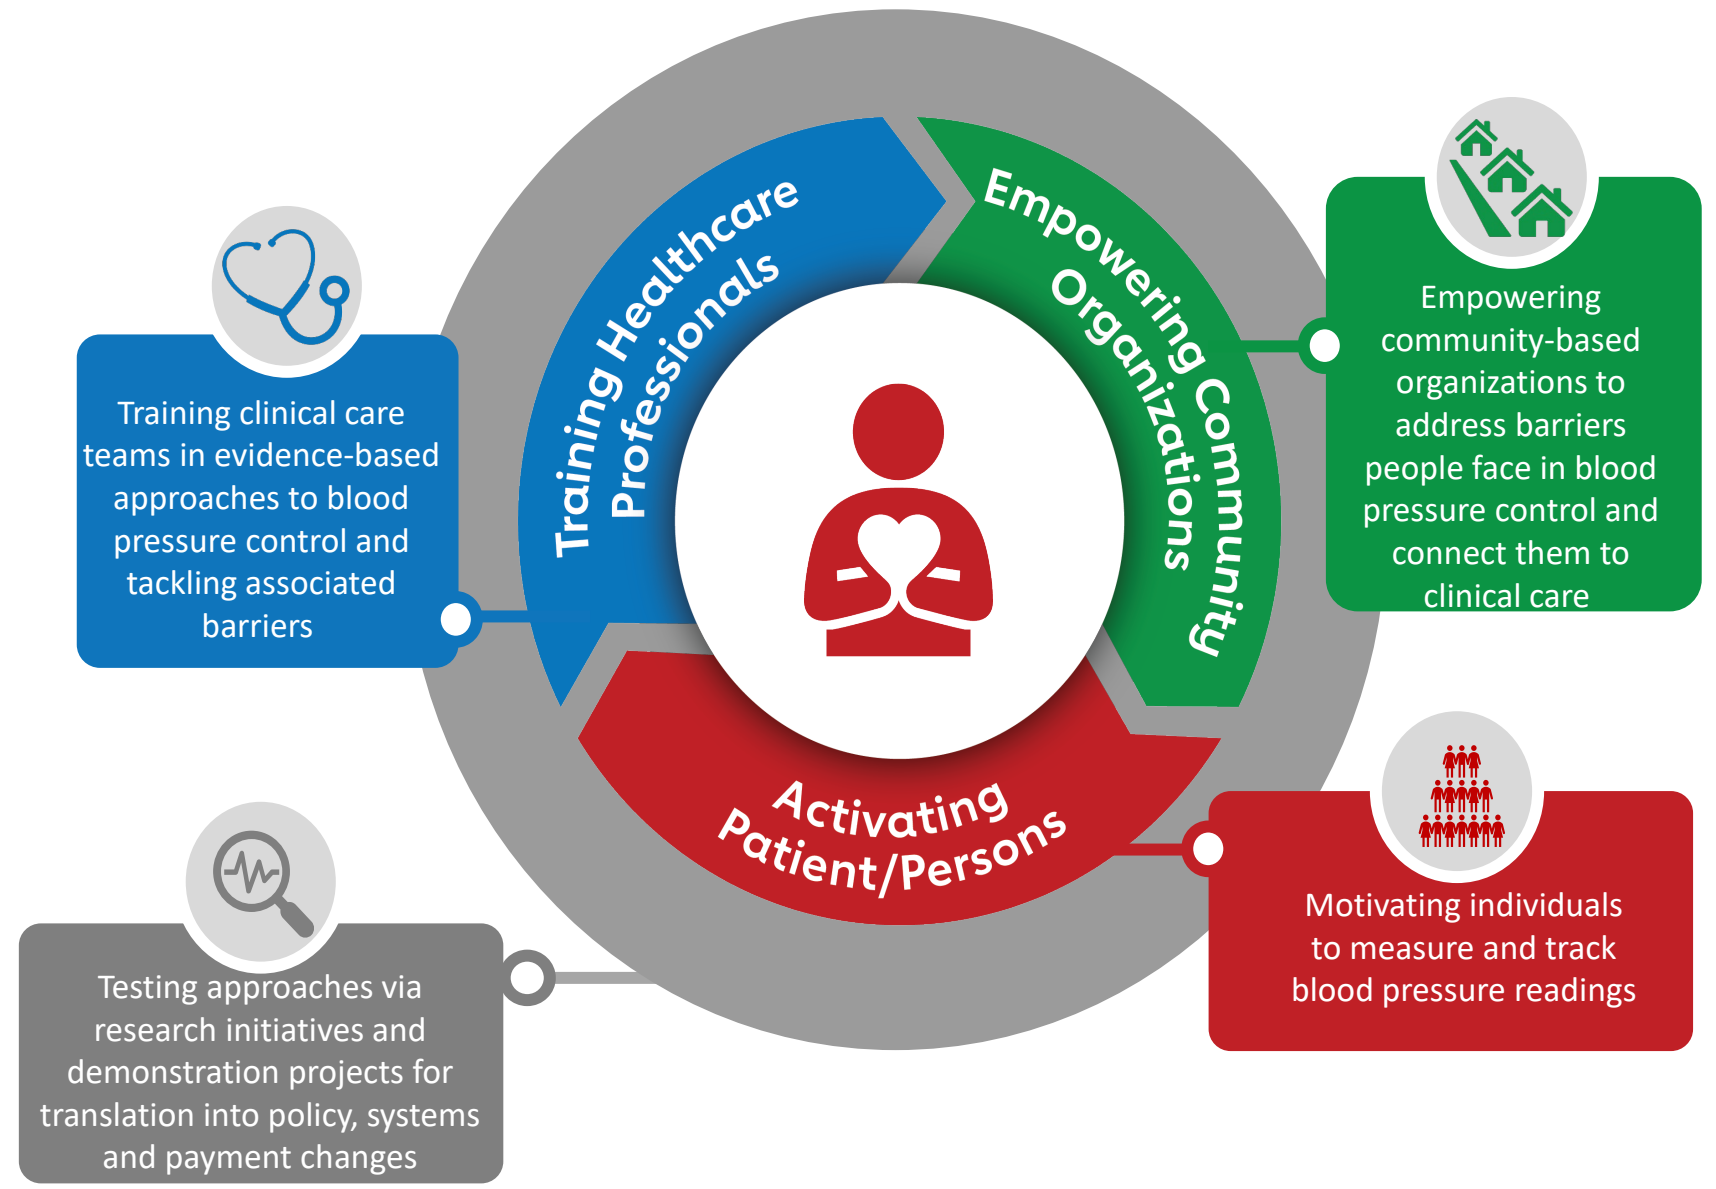 Training Healthcare
Professionals
Empowering Community
Organizations
Activating
Patient/Persons
Training clinical care
teams in evidence-based
approaches to blood
pressure control and
tackling associated
barriers
Empowering
community-based
organizations to
address barriers
people face in blood
pressure control and
connect them to
clinical care
Testing approaches via
research initiatives and
demonstration projects for
translation into policy, systems
and payment changes
Motivating individuals
to measure and track
blood pressure readings